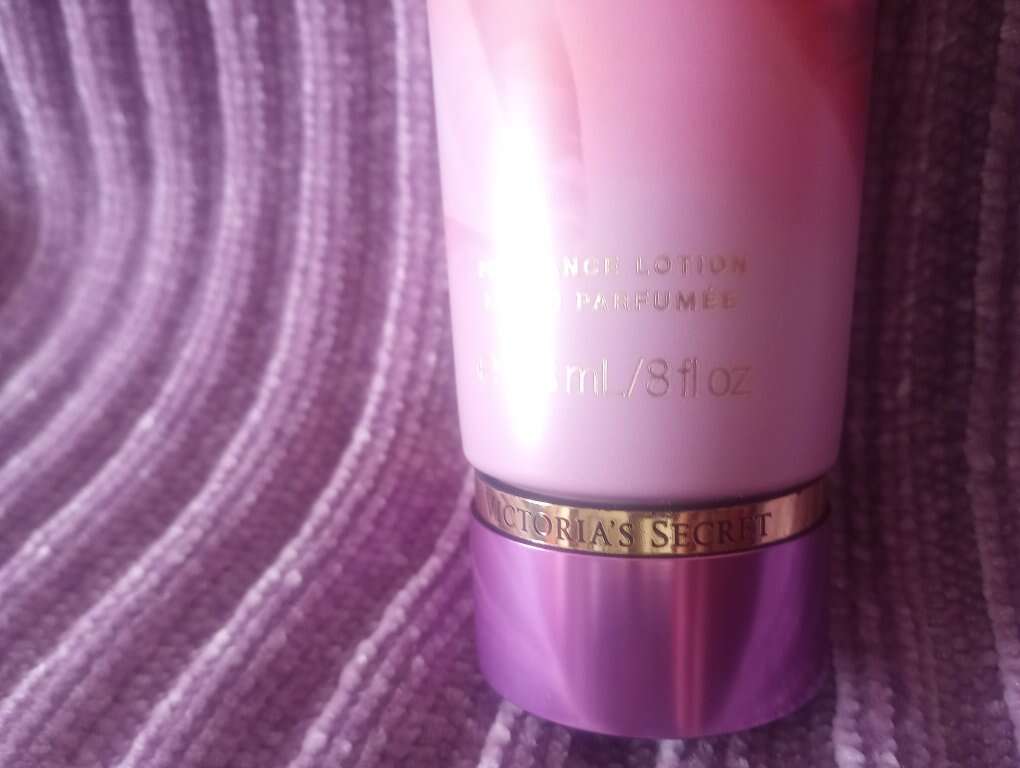 LOTION
PARFUMÉE
mL/8 fl oz
VICTORIA'S SECRET